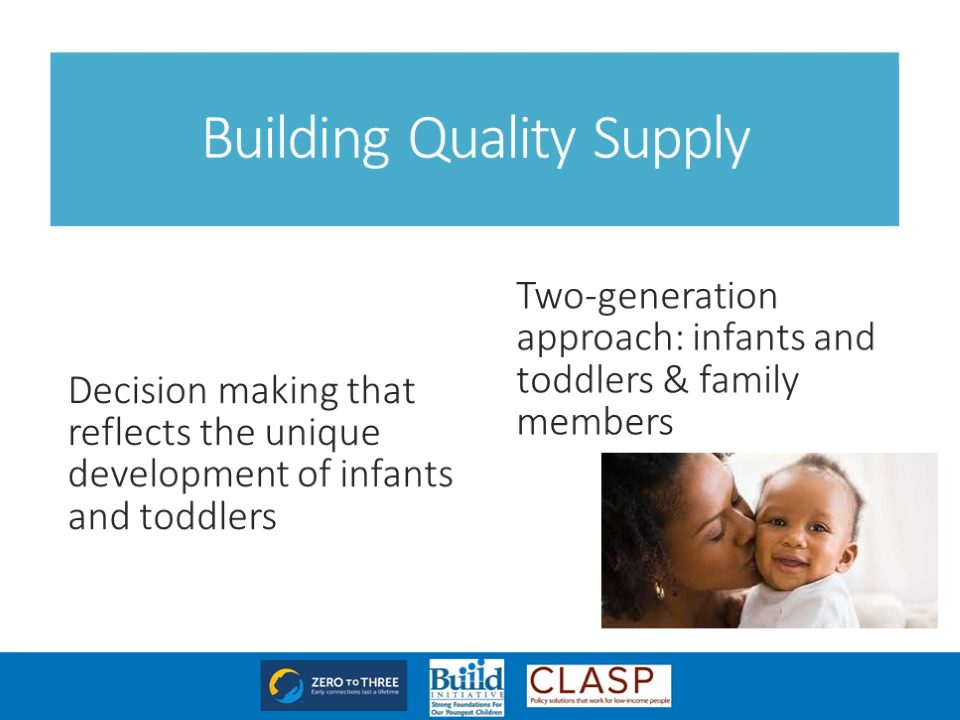 Building Quality Supply
Decision making that
reflects the unique
development of infants
and toddlers
Two-generation
approach: infants and
toddlers & family
members
ZERO TO THREE
Early connections last a lifetime
Build
INITIATIVE
Strong Foundations For
Our Youngest Children
CLASP
Policy solutions that work for low-income people